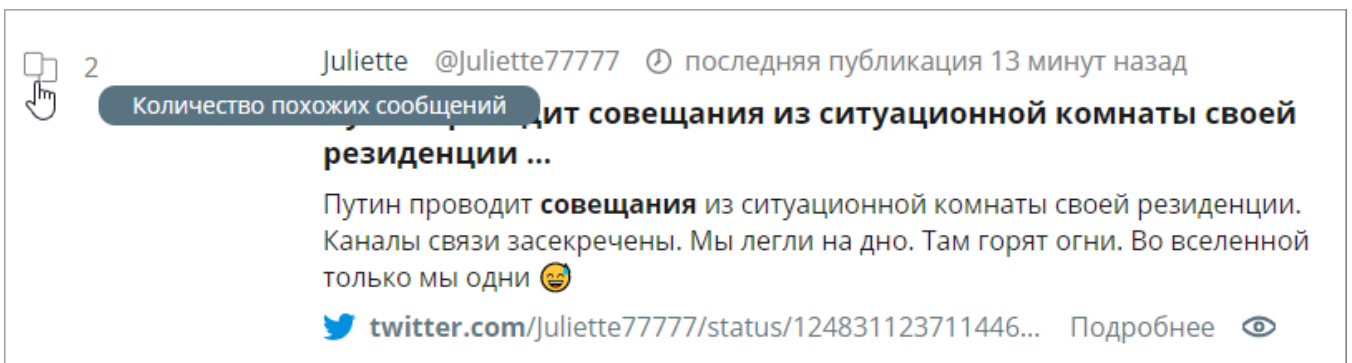 2
Juliette @Juliette77777 последняя публикация 13 минут назад
Количество похожих сообщений
совещания из ситуационной комнаты своей
резиденции ...
Путин проводит совещания из ситуационной комнаты своей резиденции.
Каналы связи засекречены. Мы легли на дно. Там горят огни. Во вселенной
только мы одни 😅
twitter.com/Juliette77777/status/124831123711446... Подробнее